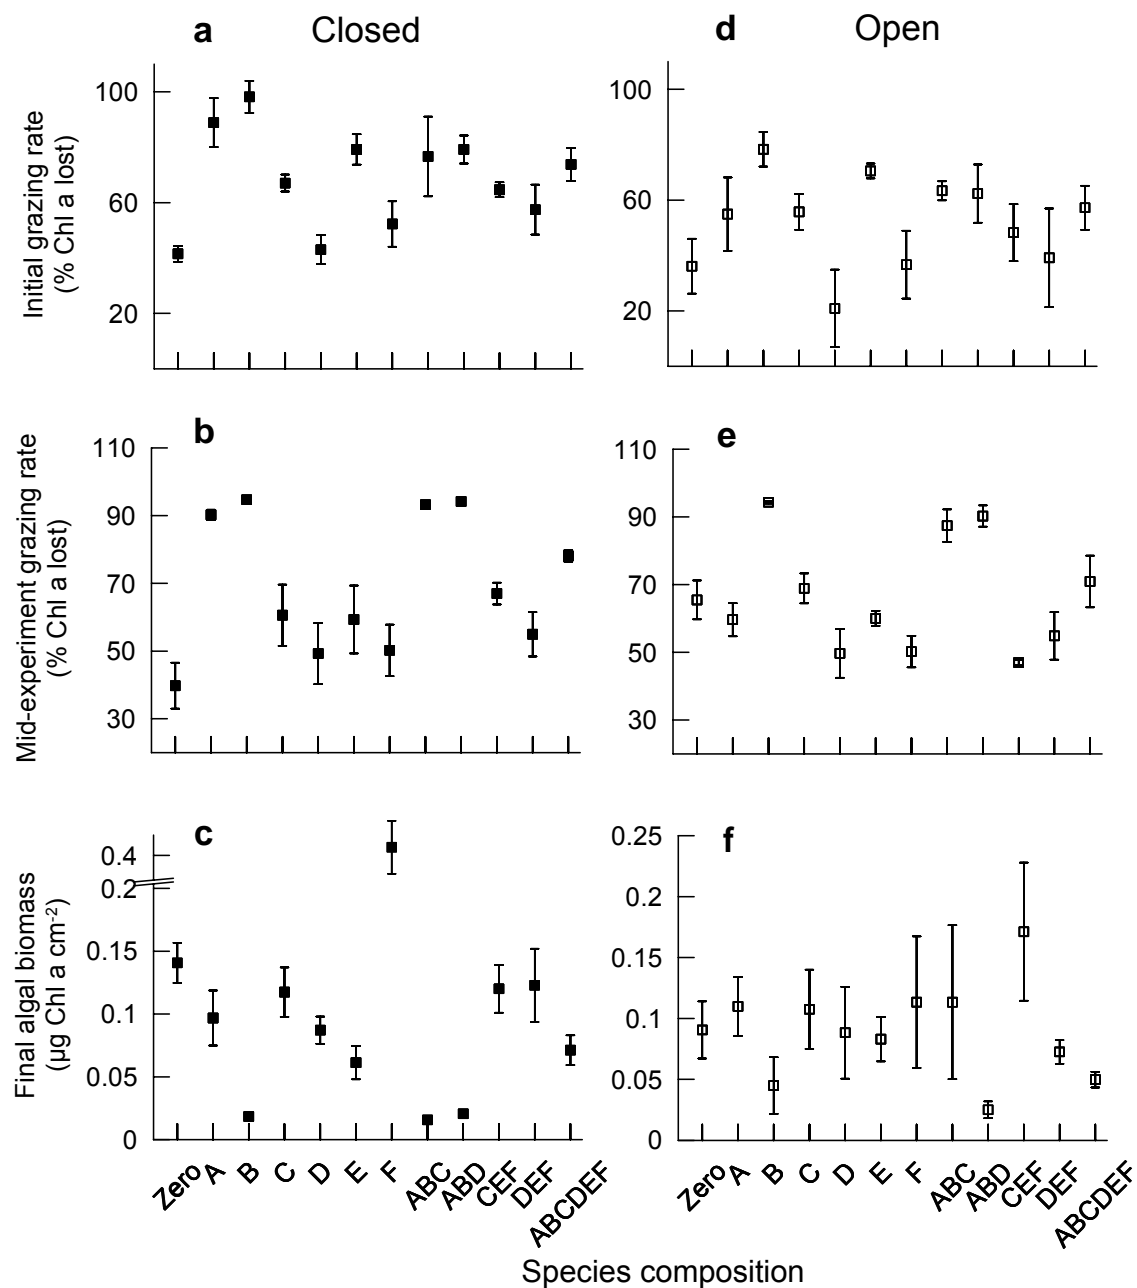 a Closed
d Open
Initial grazing rate
(% Chl a lost)
100
60
20
100
60
20
b
e
Mid-experiment grazing rate
(% Chl a lost)
110
90
70
50
30
110
90
70
50
30
c
f
Final algal biomass
(µg Chl a cm-2)
0.4
0.2
0.15
0.1
0.05
0
0.25
0.2
0.15
0.1
0.05
0
Zero
A
B
C
D
E
F
ABC
ABD
CEF
DEF
ABCDEF
Zero
A
B
C
D
E
F
ABC
ABD
CEF
DEF
ABCDEF
Species composition